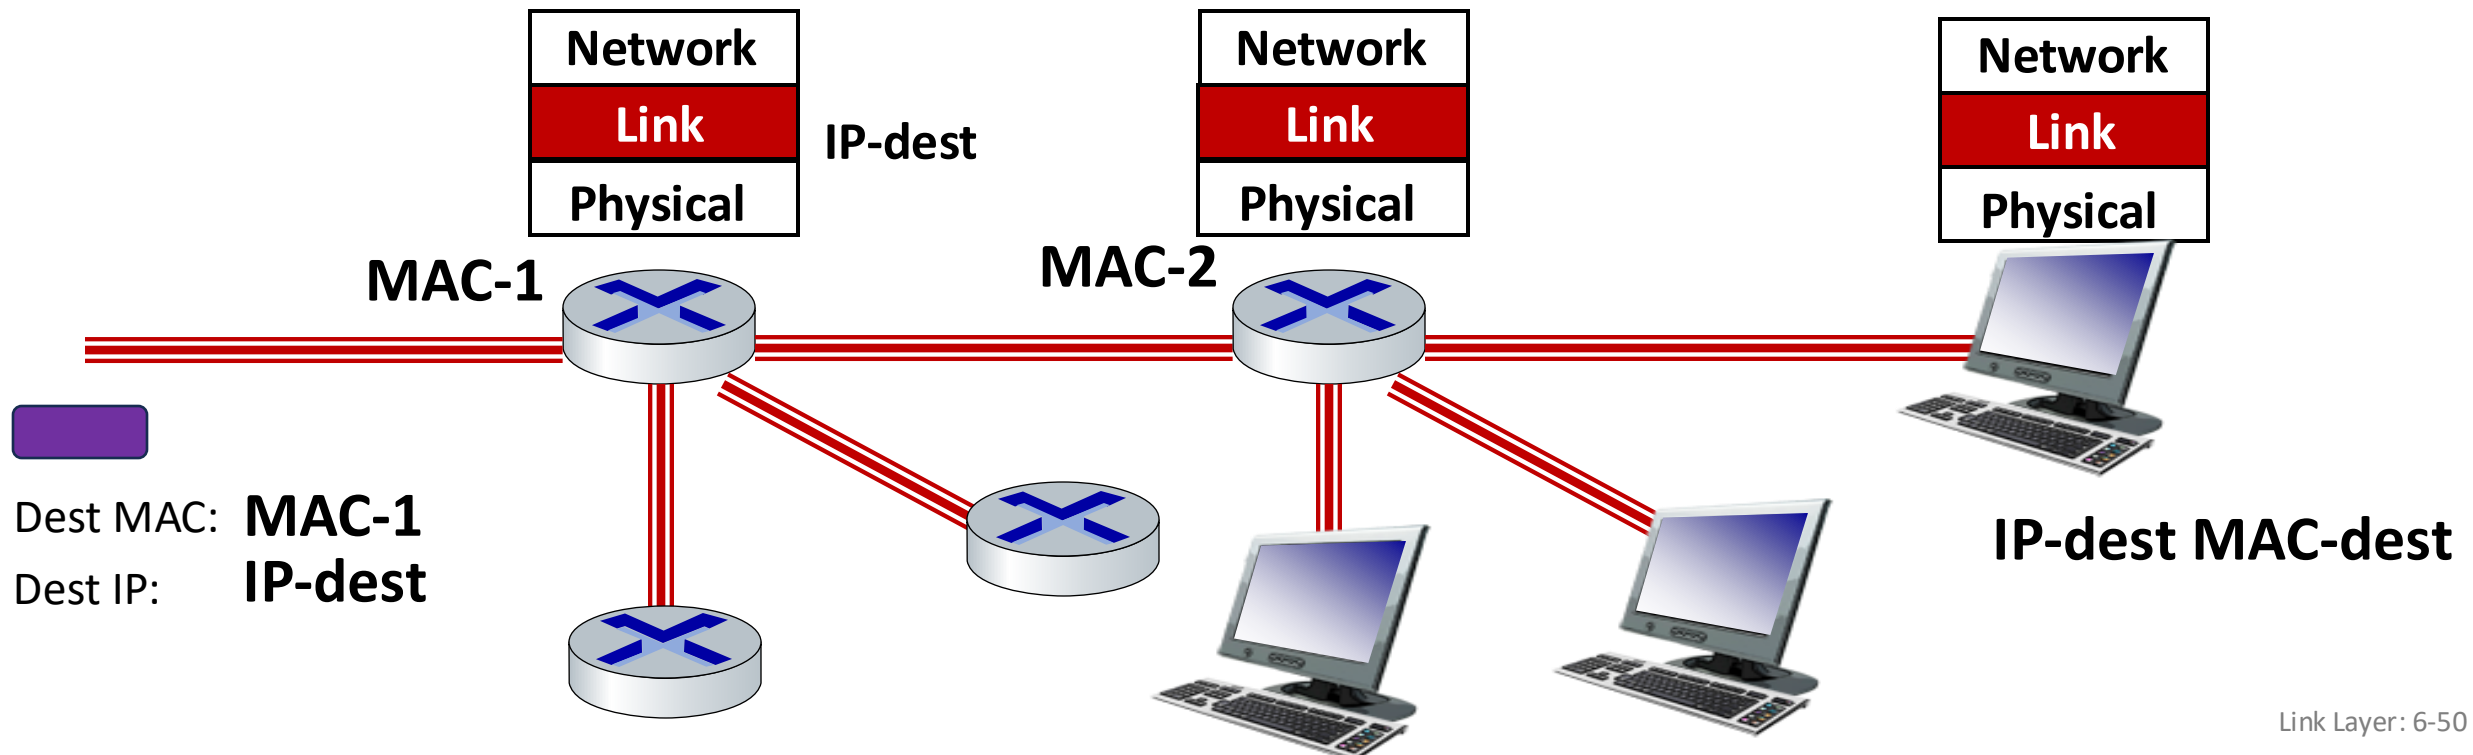 Network
Link
Physical
IP-dest
Network
Link
Physical
Network
Link
Physical
MAC-1
MAC-2
Dest MAC: MAC-1
Dest IP: IP-dest
IP-dest MAC-dest
Link Layer: 6-50